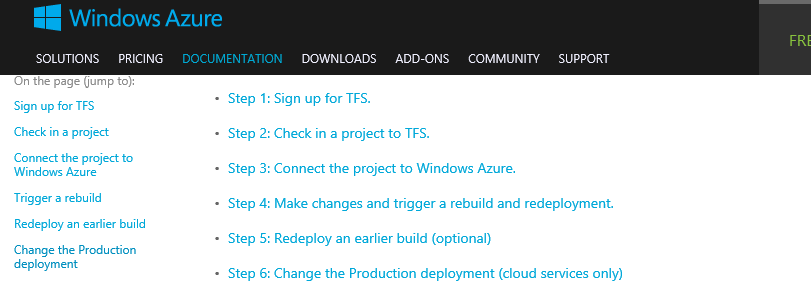 Windows Azure
FRE
SOLUTIONS PRICING DOCUMENTATION DOWNLOADS ADD-ONS COMMUNITY SUPPORT
On the page (jump to):
Sign up for TFS
Check in a project
Connect the project to
Windows Azure
Trigger a rebuild
Redeploy an earlier build
Change the Production
deployment
• Step 1: Sign up for TFS.
• Step 2: Check in a project to TFS.
• Step 3: Connect the project to Windows Azure.
• Step 4: Make changes and trigger a rebuild and redeployment.
• Step 5: Redeploy an earlier build (optional)
• Step 6: Change the Production deployment (cloud services only)